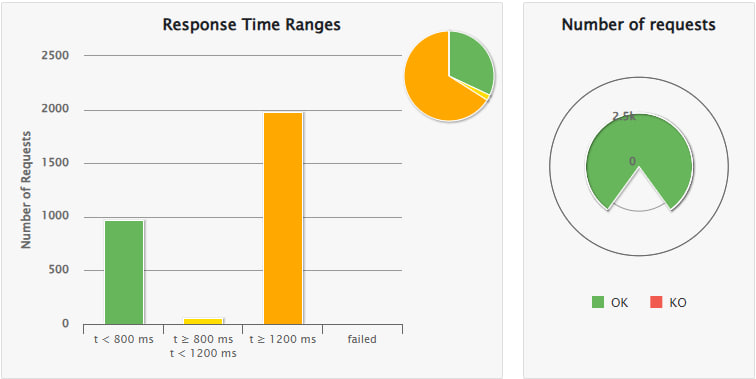 Response Time Ranges
Number of Requests
2500
2000
1500
1000
500
0
t < 800 ms
t ≥ 800 ms
t < 1200 ms
t ≥ 1200 ms
failed
Number of requests
2.5k
0
OK
KO